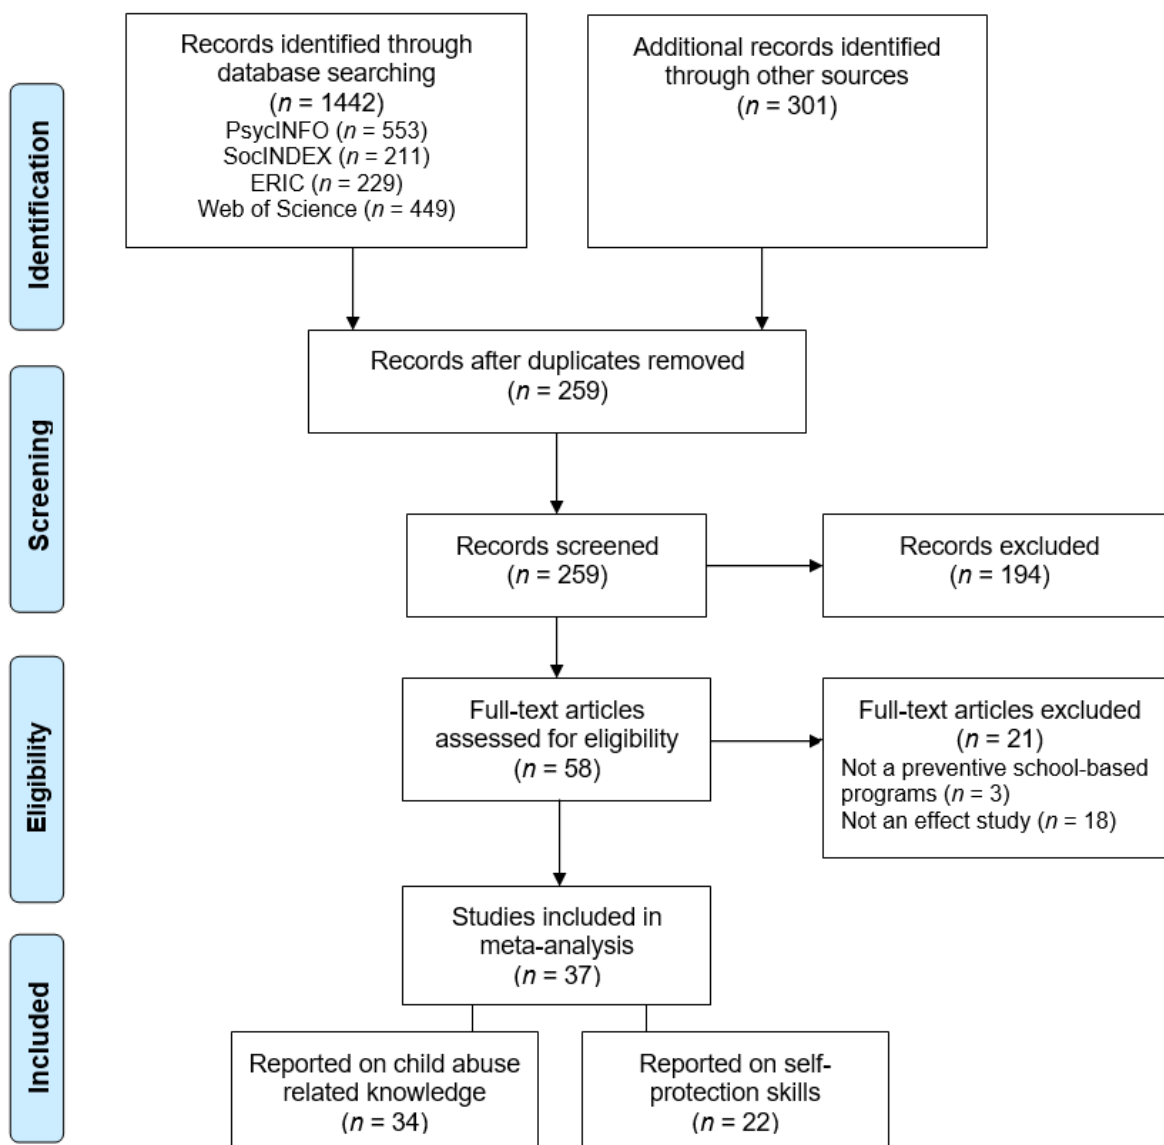 Records identified through
database searching
(n = 1442)
PsycINFO (n = 553)
SocINDEX (n = 211)
ERIC (n = 229)
Web of Science (n = 449)
Additional records identified
through other sources
(n = 301)
Identification
Records after duplicates removed
(n = 259)
Screening
Records screened
(n = 259)
Records excluded
(n = 194)
Eligibility
Full-text articles
assessed for eligibility
(n = 58)
Full-text articles excluded
(n = 21)
Not a preventive school-based
programs (n = 3)
Not an effect study (n = 18)
Studies included in
meta-analysis
(n = 37)
Included
Reported on child abuse
related knowledge
(n = 34)
Reported on self-
protection skills
(n = 22)